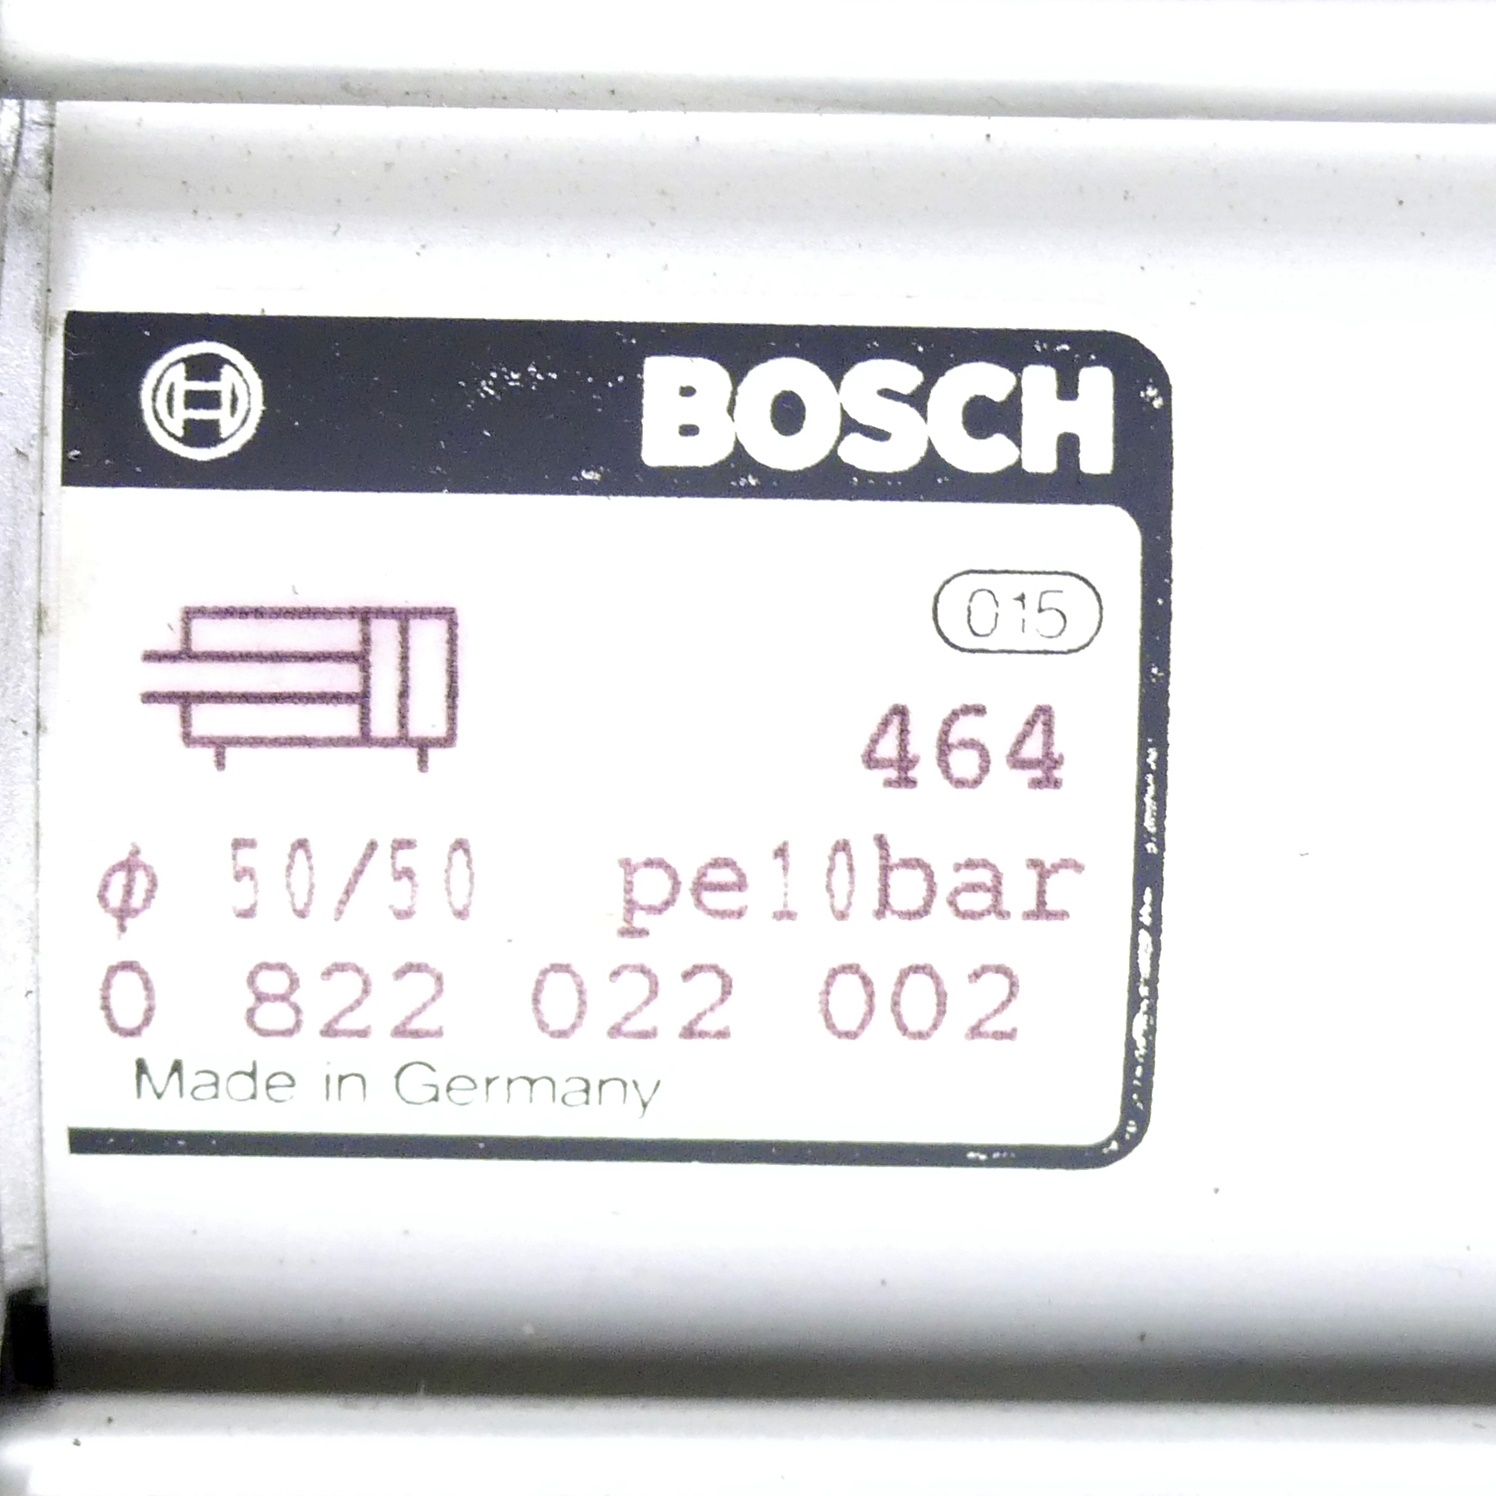 BOSCH
015
464
ϕ 50/50 pe10bar
0 822 022 002
Made in Germany